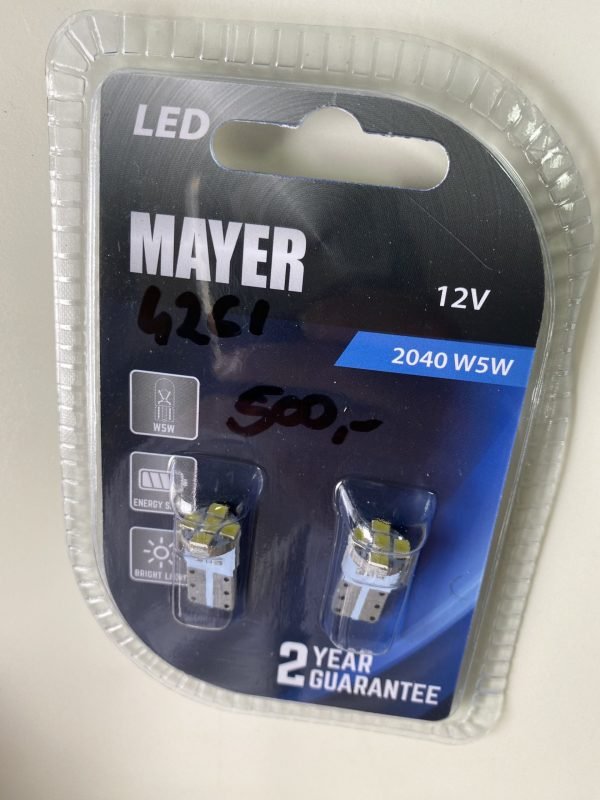 LED
MAYER
12V
4261
2040 W5W
500,-
W5W
ENERGY
BRIGHT
2 YEAR
GUARANTEE